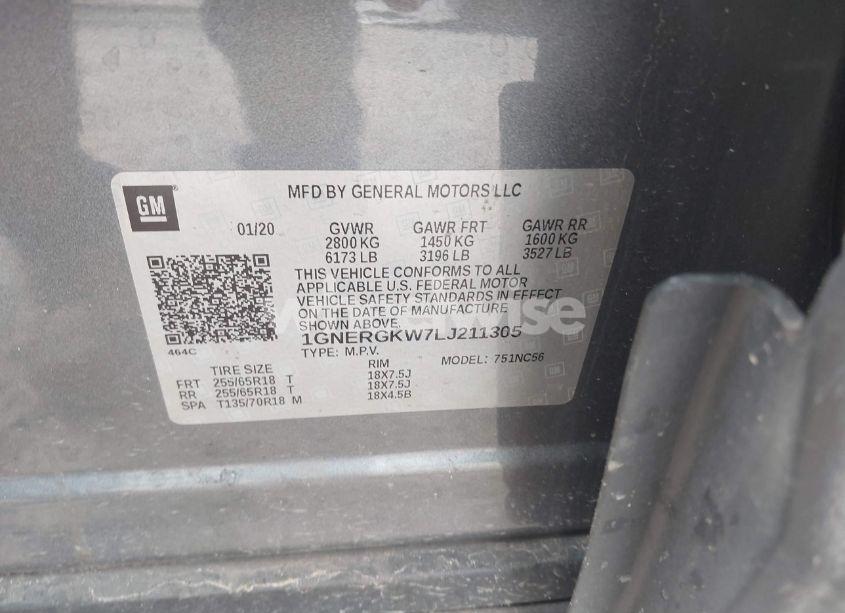 GM
MFD BY GENERAL MOTORS LLC
01/20 GVWR GAWR FRT GAWR RR
2800 KG 1450 KG 1600 KG
6173 LB 3196 LB 3527 LB
THIS VEHICLE CONFORMS TO ALL
APPLICABLE U.S. FEDERAL MOTOR
VEHICLE SAFETY STANDARDS IN EFFECT
ON THE DATE OF MANUFACTURE
SHOWN ABOVE.
1GNERGKW7LJ211305
464C
TYPE: M.P.V. MODEL: 751NC56
TIRE SIZE RIM
FRT 255/65R18 T 18X7.5J
RR 255/65R18 T 18X7.5J
SPA T135/70R18 M 18X4.5B